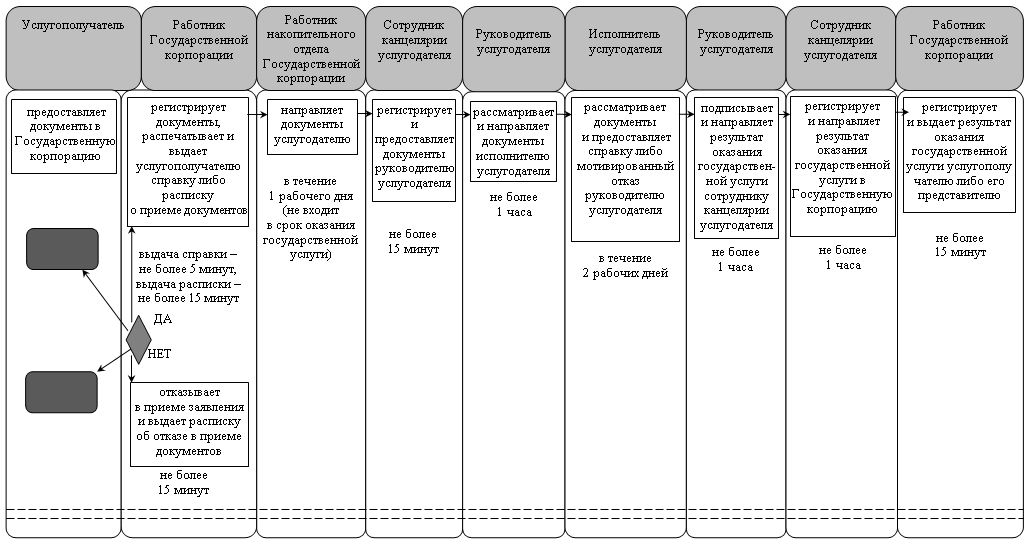 Услугополучатель
Работник
Государственной
корпорации
Работник
накопительного
отдела
Государственной
корпорации
Сотрудник
канцелярии
услугодателя
Руководитель
услугодателя
Исполнитель
услугодателя
Руководитель
услугодателя
Сотрудник
канцелярии
услугодателя
Работник
Государственной
корпорации
предоставляет
документы в
Государственную
корпорацию
регистрирует
документы,
распечатывает и
выдает
услугополучателю
справку либо
расписку
о приеме документов
выдача справки –
не более 5 минут,
выдача расписки –
не более 15 минут
ДА
НЕТ
отказывает
в приеме заявления
и выдает расписку
об отказе в приеме
документов
не более
15 минут
направляет
документы
услугодателю
в течение
1 рабочего дня
(не входит
в срок оказания
государственной
услуги)
регистрирует
и
предоставляет
документы
руководителю
услугодателя
не более
15 минут
рассматривает
и направляет
документы
исполнителю
услугодателя
не более
1 часа
рассматривает
документы
и предоставляет
справку либо
мотивированный
отказ
руководителю
услугодателя
в течение
2 рабочих дней
подписывает
и направляет
результат
оказания
государствен-
ной услуги
сотруднику
канцелярии
услугодателя
не более
1 часа
регистрирует
и направляет
результат
оказания
государственной
услуги в
Государственную
корпорацию
не более
1 часа
регистрирует
и выдает результат
оказания
государственной
услуги услугополу
чателю либо его
представителю
не более
15 минут